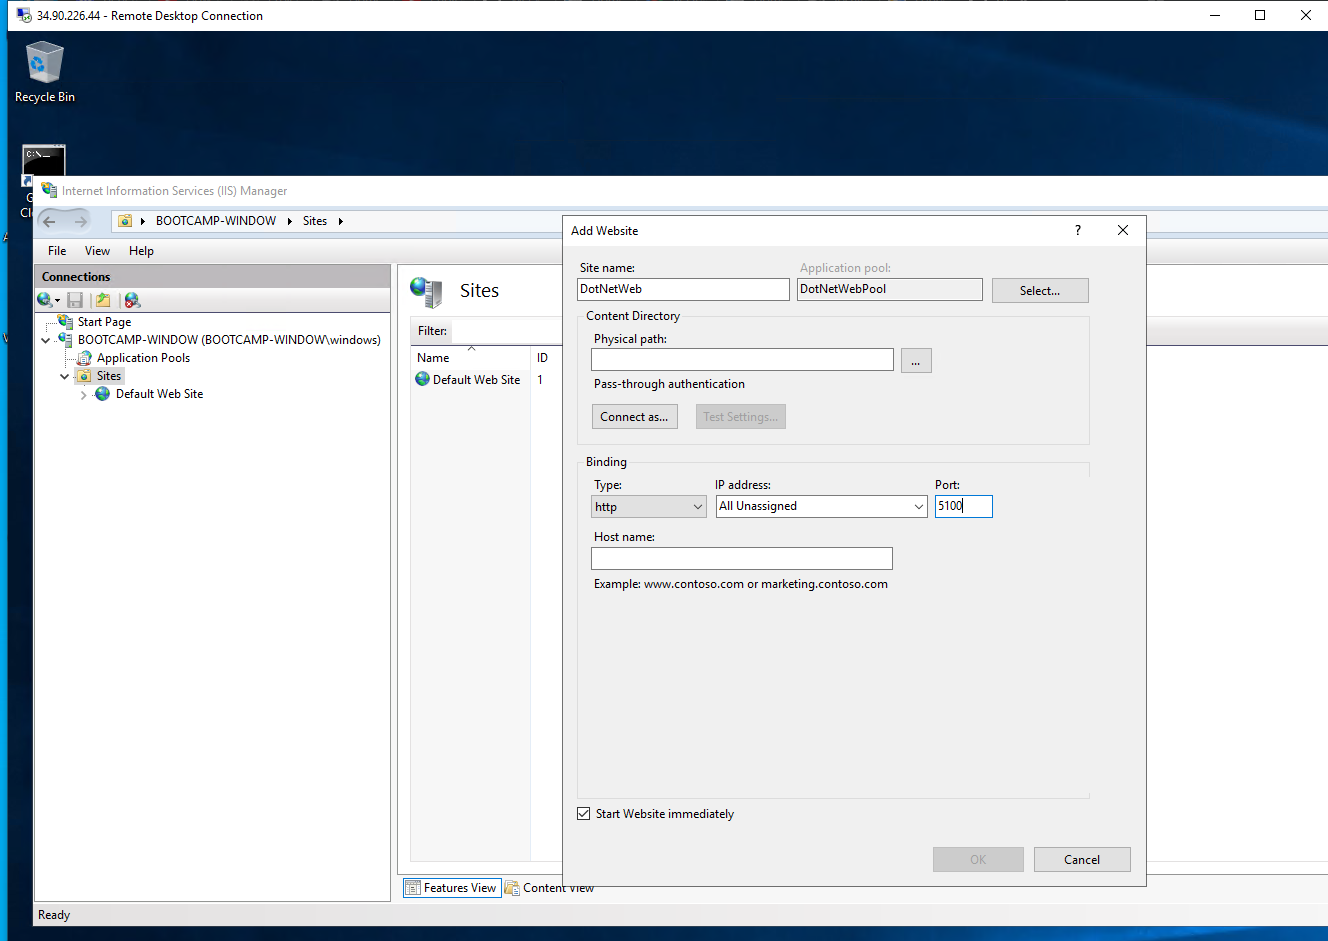 34.90.226.44 - Remote Desktop Connection
Recycle Bin
C:\_
Internet Information Services (IIS) Manager
BOOTCAMP-WINDOW
Sites
File
View
Help
Connections
Start Page
BOOTCAMP-WINDOW (BOOTCAMP-WINDOW\windows)
Application Pools
Sites
Default Web Site
Sites
Filter:
Name
ID
Default Web Site
1
Features View
Content View
Ready
Add Website
?
Site name:
DotNetWeb
Application pool:
DotNetWebPool
Select...
Content Directory
Physical path:
...
Pass-through authentication
Connect as...
Test Settings...
Binding
Type:
http
IP address:
All Unassigned
Port:
5100
Host name:
Example: www.contoso.com or marketing.contoso.com
Start Website immediately
OK
Cancel